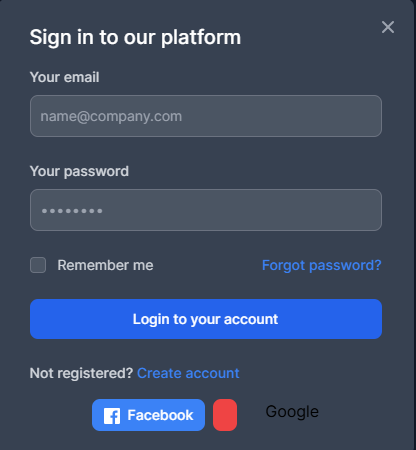 Sign in to our platform
Your email
name@company.com
Your password
••••••••
Remember me
Forgot password?
Login to your account
Not registered? Create account
Facebook
Google